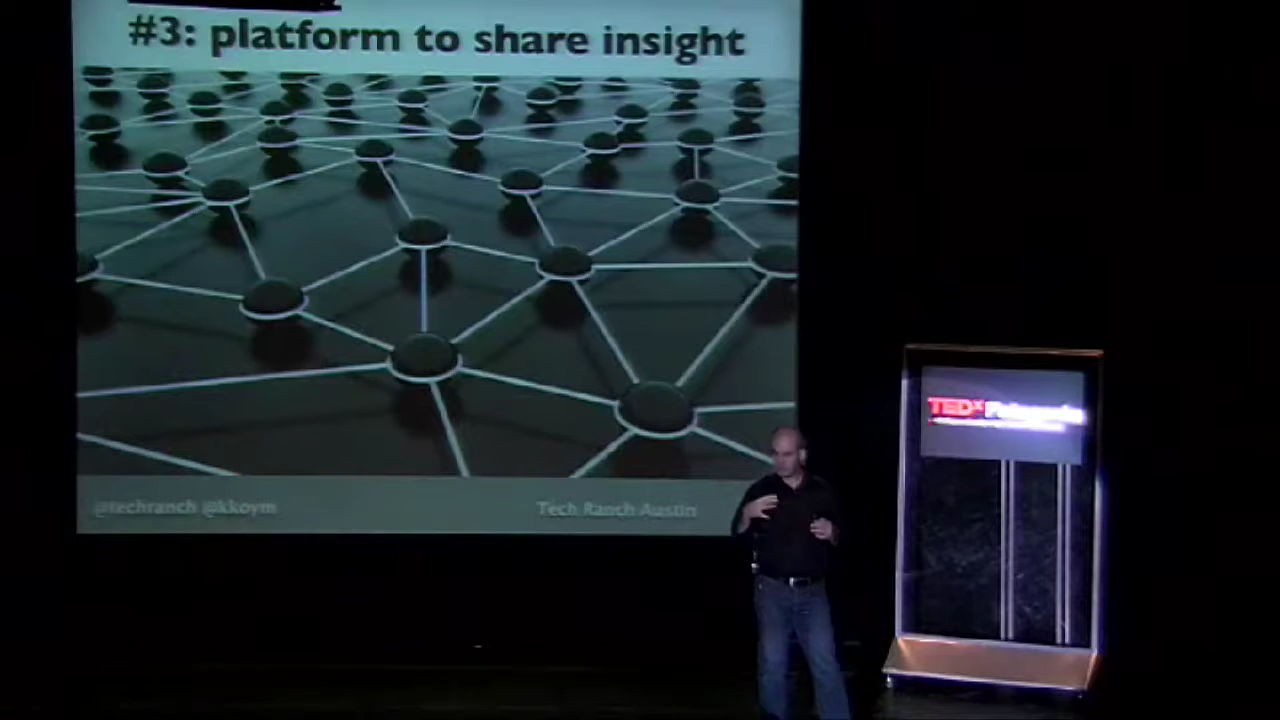 #3: platform to share insight
@techranch @kkoym
Tech Ranch Austin
TEDx